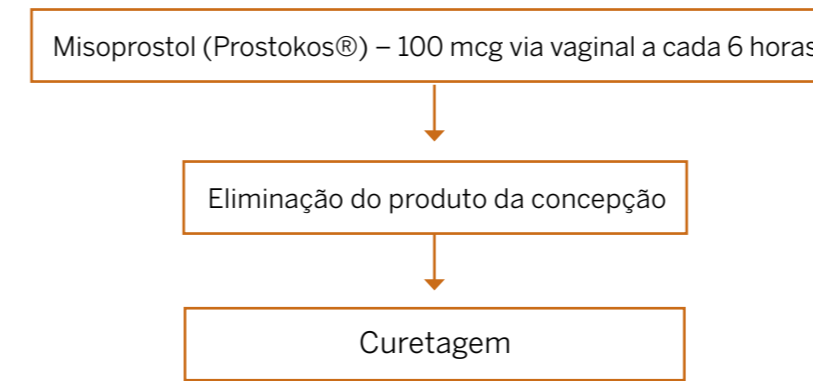 Misoprostol (Prostokos®) – 100 mcg via vaginal a cada 6 horas
Eliminação do produto da concepção
Curetagem